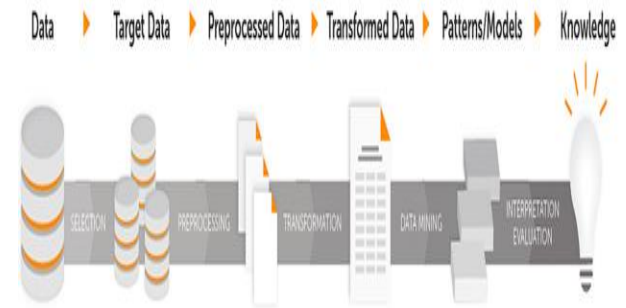 Data Target Data Preprocessed Data Transformed Data Patterns/Models Knowledge
SELECTION PREPROCESSING TRANSFORMATION DATA MINING INTERPRETATION
EVALUATION